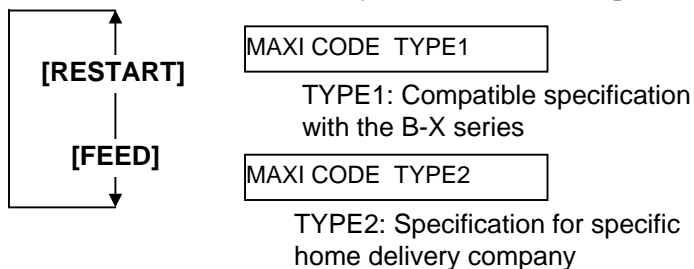 [RESTART]
[FEED]
MAXI CODE TYPE1
TYPE1: Compatible specification
with the B-X series
MAXI CODE TYPE2
TYPE2: Specification for specific
home delivery company